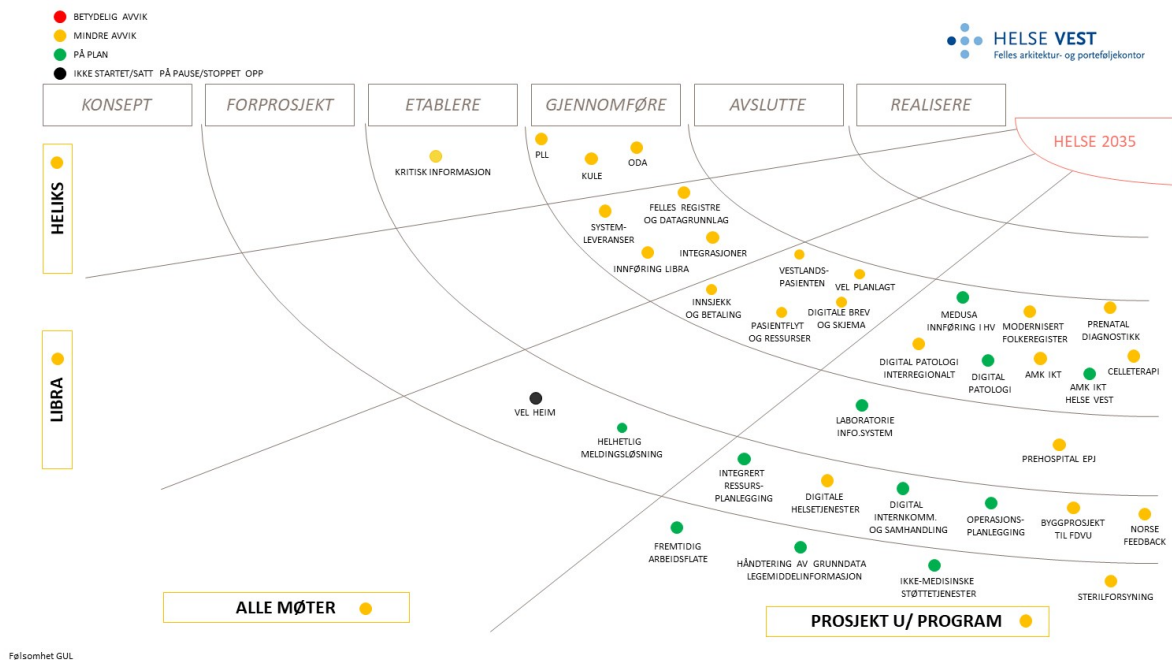 BETYDELIG AVVIK
MINDRE AVVIK
PÅ PLAN
IKKE STARTET/SATT PÅ PAUSE/STOPPET OPP
HELSE VEST
Felles arkitektur- og porteføljekontor
KONSEPT
FORPROSJEKT
ETABLERE
GJENNOMFØRE
AVSLUTTE
REALISERE
HELSE 2035
HELIKS
KRITISK INFORMASJON
PLL
KULE
ODA
FELLES REGISTRE
OG DATAGRUNNLAG
SYSTEM-
LEVERANSER
INTEGRASJONER
INNFØRING LIBRA
VESTLANDS-
PASIENTEN
VEL PLANLAGT
INNSJEKK
OG BETALING
PASIENTFLYT
OG RESSURSER
DIGITALE BREV
OG SKJEMA
MEDUSA
INNFØRING I HV
MODERNISERT
FOLKEREGISTER
PRENATAL
DIAGNOSTIKK
DIGITAL PATOLOGI
INTERREGIONALT
DIGITAL
PATOLOGI
AMK IKT
AMK IKT
HELSE VEST
CELLETERAPI
LIBRA
VEL HEIM
HELHETLIG
MELDINGSLØSNING
LABORATORIE
INFO.SYSTEM
PREHOSPITAL EPJ
INTEGRERT
RESSURS-
PLANLEGGING
DIGITALE
HELSETJENESTER
DIGITAL
INTERNKOMM.
OG SAMHANDLING
OPERASJONS-
PLANLEGGING
BYGGPROSJEKT
TIL FDVU
NORSE
FEEDBACK
FREMTIDIG
ARBEIDSFLATE
HÅNDTERING AV GRUNNDATA
LEGEMIDDELINFORMASJON
IKKE-MEDISINSKE
STØTTETJENESTER
STERILFORSYNING
ALLE MØTER
PROSJEKT U/ PROGRAM
Følsomhet GUL